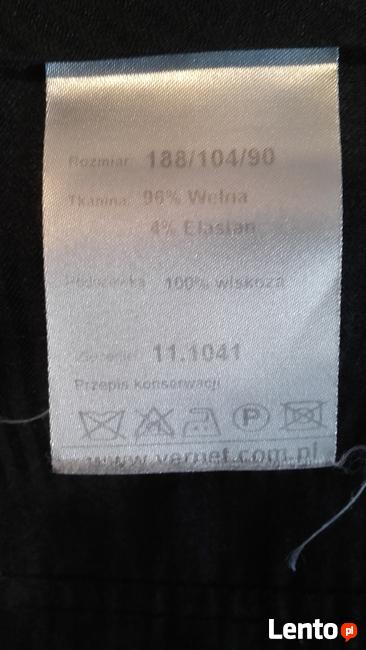 Rozmiar: 188/104/90
Tkanina: 96% Wełna
4% Elastan
Podszewka 100% wiskoza
11.1041
Przepis konserwacji
P
www.vernet.com.pl
Lento pl